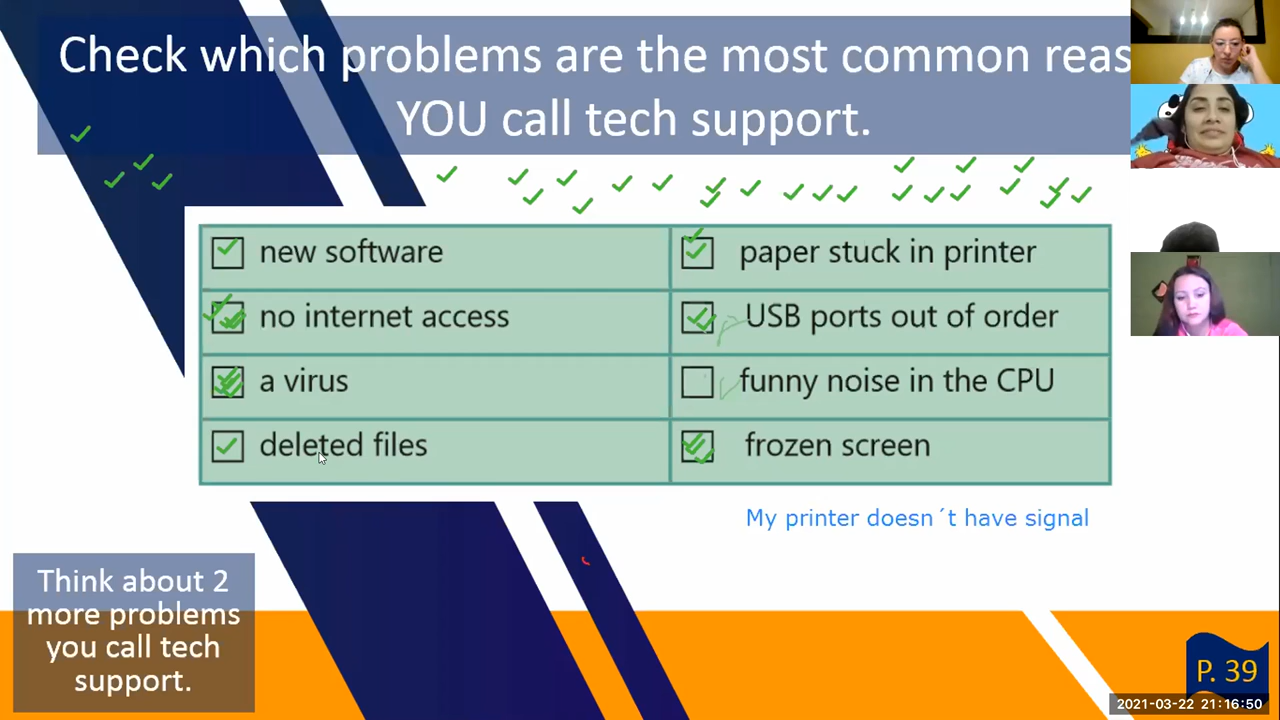 Check which problems are the most common reas
YOU call tech support.
new software
paper stuck in printer
no internet access
USB ports out of order
a virus
funny noise in the CPU
deleted files
frozen screen
My printer doesn´t have signal
Think about 2
more problems
you call tech
support.
P. 39
2021-03-22 21:16:50